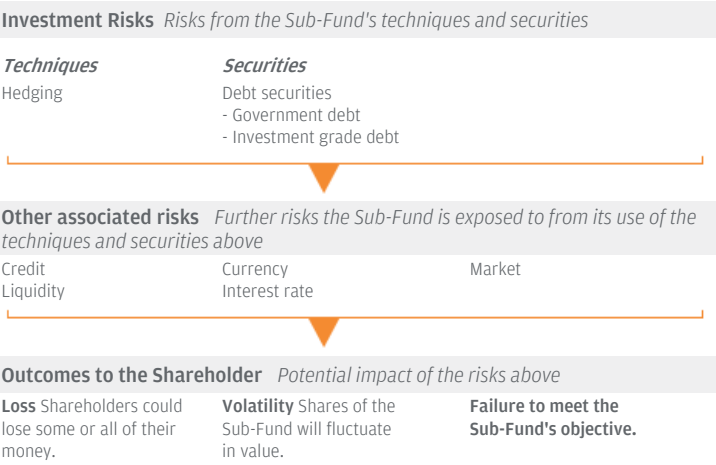 Investment Risks Risks from the Sub-Fund's techniques and securities
Techniques
Securities
Hedging
Debt securities
- Government debt
- Investment grade debt
Other associated risks Further risks the Sub-Fund is exposed to from its use of the
techniques and securities above
Credit
Currency
Market
Liquidity
Interest rate
Outcomes to the Shareholder Potential impact of the risks above
Loss Shareholders could
lose some or all of their
money.
Volatility Shares of the
Sub-Fund will fluctuate
in value.
Failure to meet the
Sub-Fund's objective.